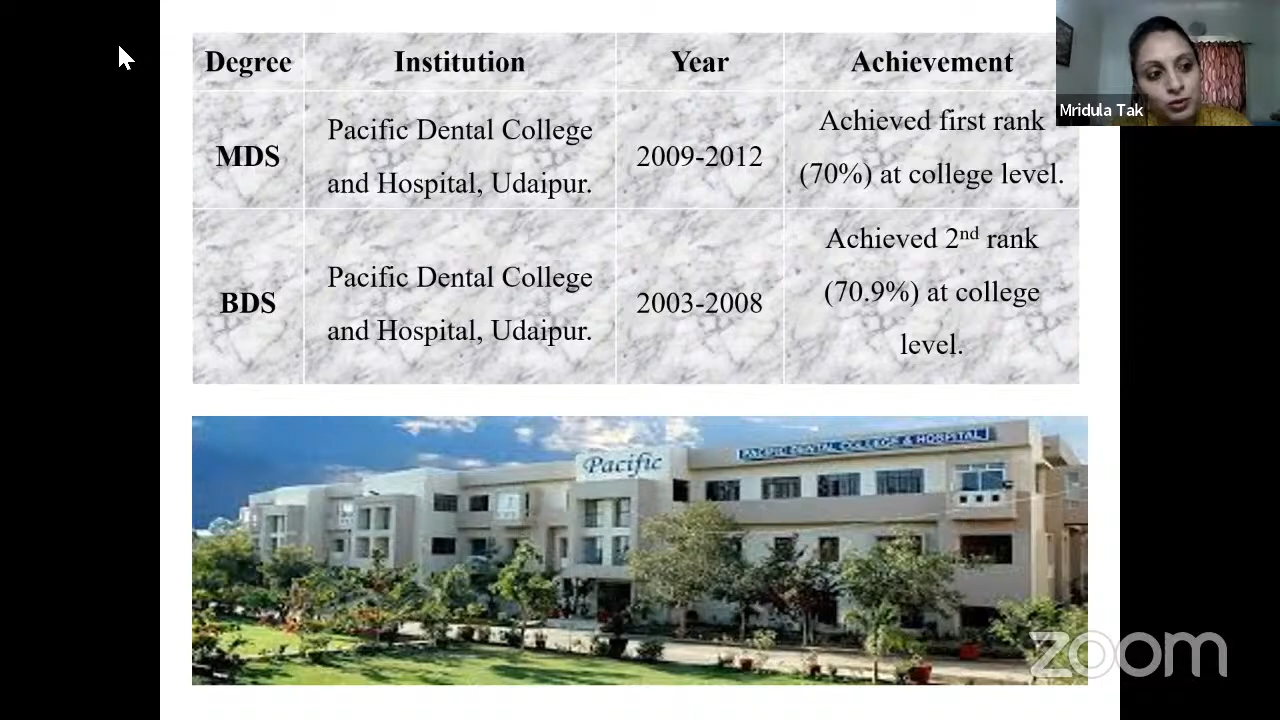 Degree Institution Year Achievement
Mridula Tak
MDS
Pacific Dental College
and Hospital, Udaipur.
2009-2012
Achieved first rank
(70%) at college level.
BDS
Pacific Dental College
and Hospital, Udaipur.
2003-2008
Achieved 2nd rank
(70.9%) at college
level.
Pacific
PACIFIC DENTAL COLLEGE & HOSPITAL
zoom